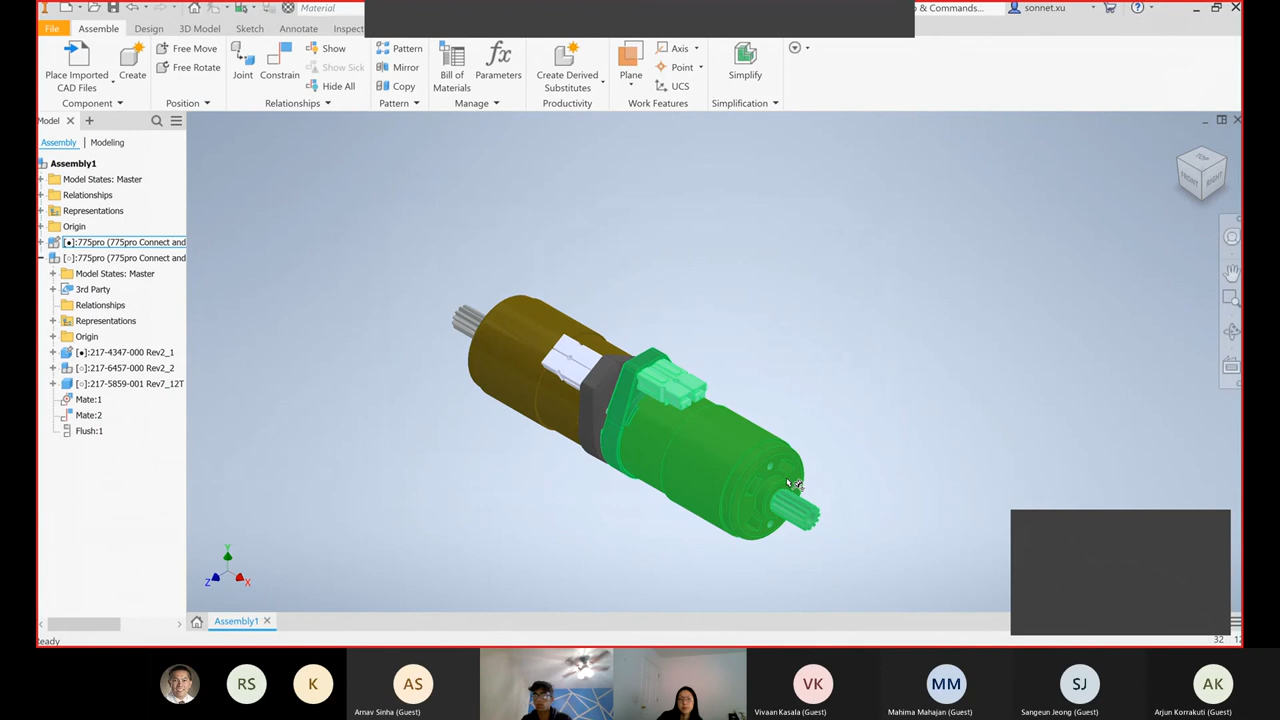 Material
& Commands...
sonnet.xu
File
Assemble
Design
3D Model
Sketch
Annotate
Inspect
Place Imported
CAD Files
Create
Component
Free Move
Free Rotate
Position
Joint
Constrain
Show
Show Sick
Hide All
Relationships
Pattern
Mirror
Copy
Pattern
Bill of
Materials
Parameters
Manage
Create Derived
Substitutes
Productivity
Plane
Axis
Point
UCS
Work Features
Simplify
Simplification
Model
Assembly
Modeling
Assembly1
Model States: Master
Relationships
Representations
Origin
[●]:775pro (775pro Connect and
[○]:775pro (775pro Connect and
Model States: Master
3rd Party
Relationships
Representations
Origin
[●]:217-4347-000 Rev2_1
[○]:217-6457-000 Rev2_2
[○]:217-5859-001 Rev7_12T
Mate:1
Mate:2
Flush:1
TOP
FRONT
RIGHT
Y
Z
X
Assembly1
Ready
32
RS
K
AS
Arnav Sinha (Guest)
VK
Vivaan Kasala (Guest)
MM
Mahima Mahajan (Guest)
SJ
Sangeun Jeong (Guest)
AK
Arjun Korrakuti (Guest)